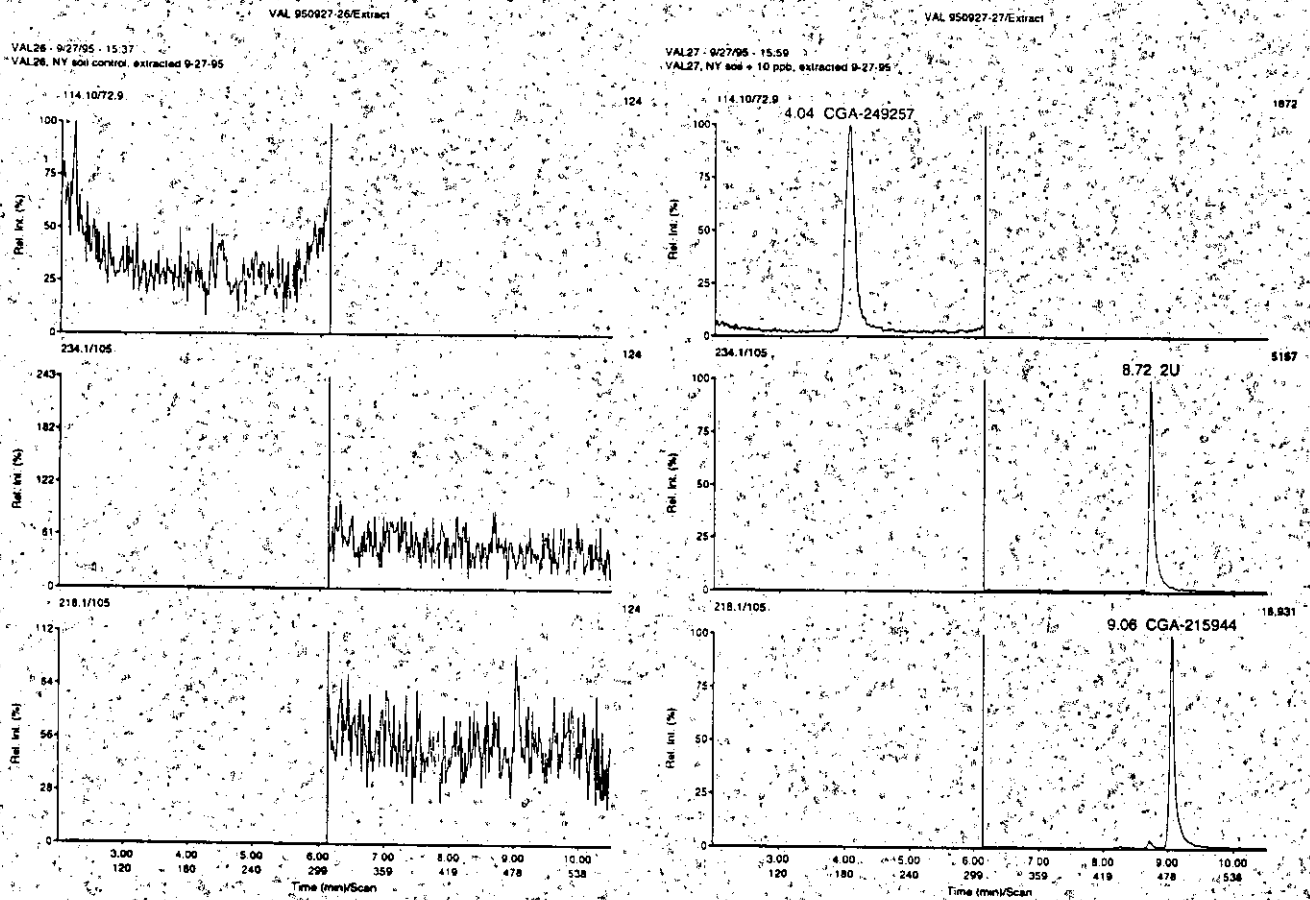 VAL 950927-26/Extract
VAL26 - 9/27/95 - 15:37
VAL26, NY soil control, extracted 9-27-95
114.10/72.9
124
100
75
50
25
0
Rel. Int. (%)
234.1/105
124
243
182
122
61
0
Rel. Int. (%)
218.1/105
124
112
84
56
28
0
Rel. Int. (%)
3.00 4.00 5.00 6.00 7.00 8.00 9.00 10.00
120 180 240 299 359 419 478 538
Time (min)/Scan
VAL 950927-27/Extract
VAL27 - 9/27/95 - 15:59
VAL27, NY soil + 10 ppb, extracted 9-27-95
114.10/72.9
1872
4.04 CGA-249257
100
75
50
25
0
Rel. Int. (%)
234.1/105
5167
8.72 2U
100
75
50
25
0
Rel. Int. (%)
218.1/105
9.06 CGA-215944
100
75
50
25
0
Rel. Int. (%)
3.00 4.00 5.00 6.00 7.00 8.00 9.00 10.00
120 180 240 299 359 419 478 538
Time (min)/Scan